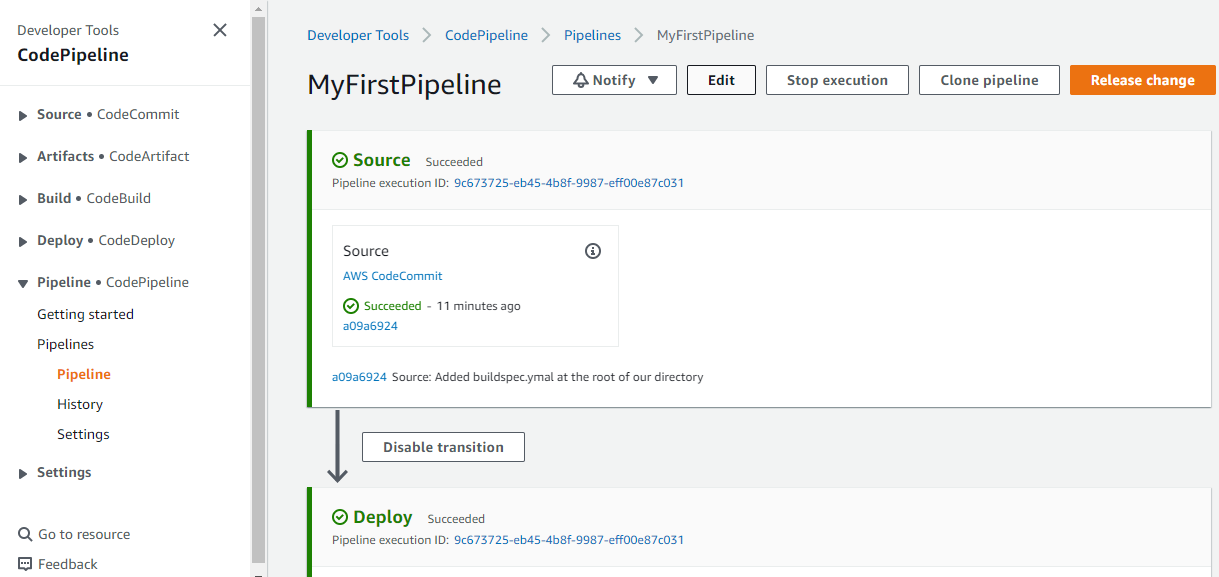 Developer Tools
CodePipeline
Source • CodeCommit
Artifacts • CodeArtifact
Build • CodeBuild
Deploy • CodeDeploy
Pipeline • CodePipeline
Getting started
Pipelines
Pipeline
History
Settings
Settings
Go to resource
Feedback
Developer Tools > CodePipeline > Pipelines > MyFirstPipeline
MyFirstPipeline
Notify
Edit
Stop execution
Clone pipeline
Release change
Source Succeeded
Pipeline execution ID: 9c673725-eb45-4b8f-9987-eff00e87c031
Source
AWS CodeCommit
Succeeded - 11 minutes ago
a09a6924
a09a6924 Source: Added buildspec.ymal at the root of our directory
Disable transition
Deploy Succeeded
Pipeline execution ID: 9c673725-eb45-4b8f-9987-eff00e87c031